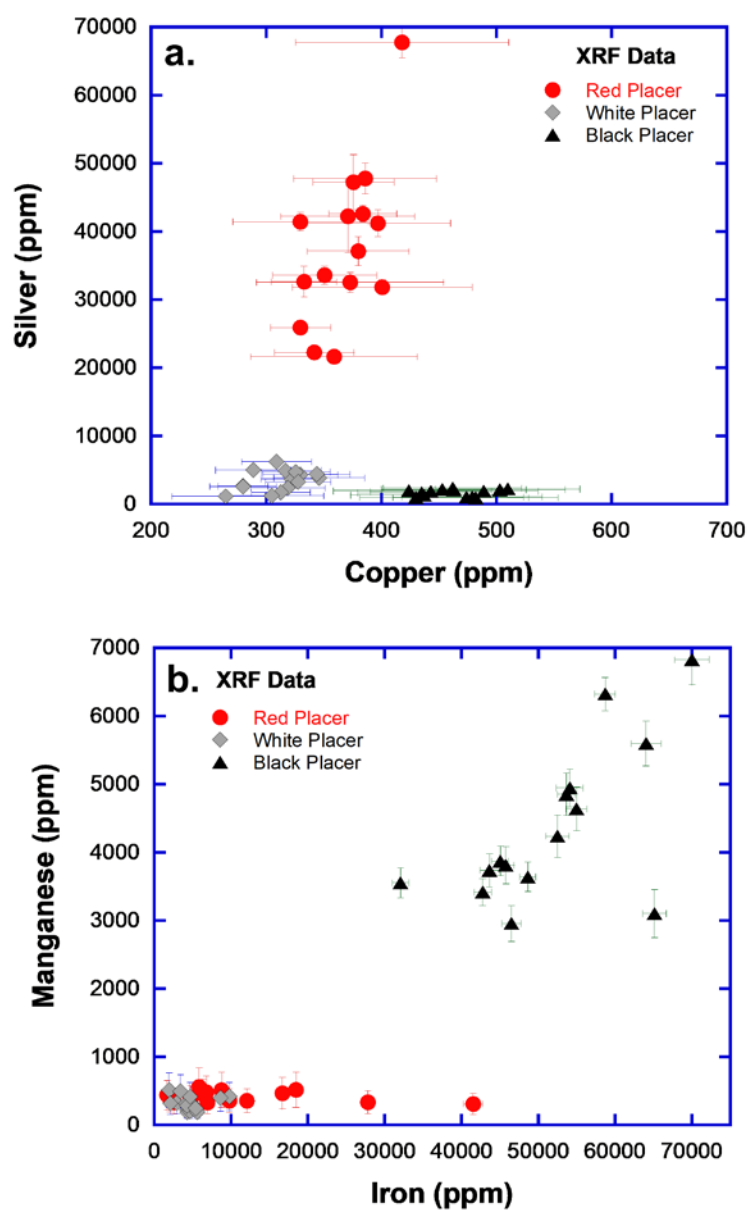 a.
XRF Data
Red Placer
White Placer
Black Placer
70000
60000
50000
40000
30000
20000
10000
0
Silver (ppm)
200 300 400 500 600 700
Copper (ppm)
b.
XRF Data
Red Placer
White Placer
Black Placer
7000
6000
5000
4000
3000
2000
1000
0
Manganese (ppm)
0 10000 20000 30000 40000 50000 60000 70000
Iron (ppm)